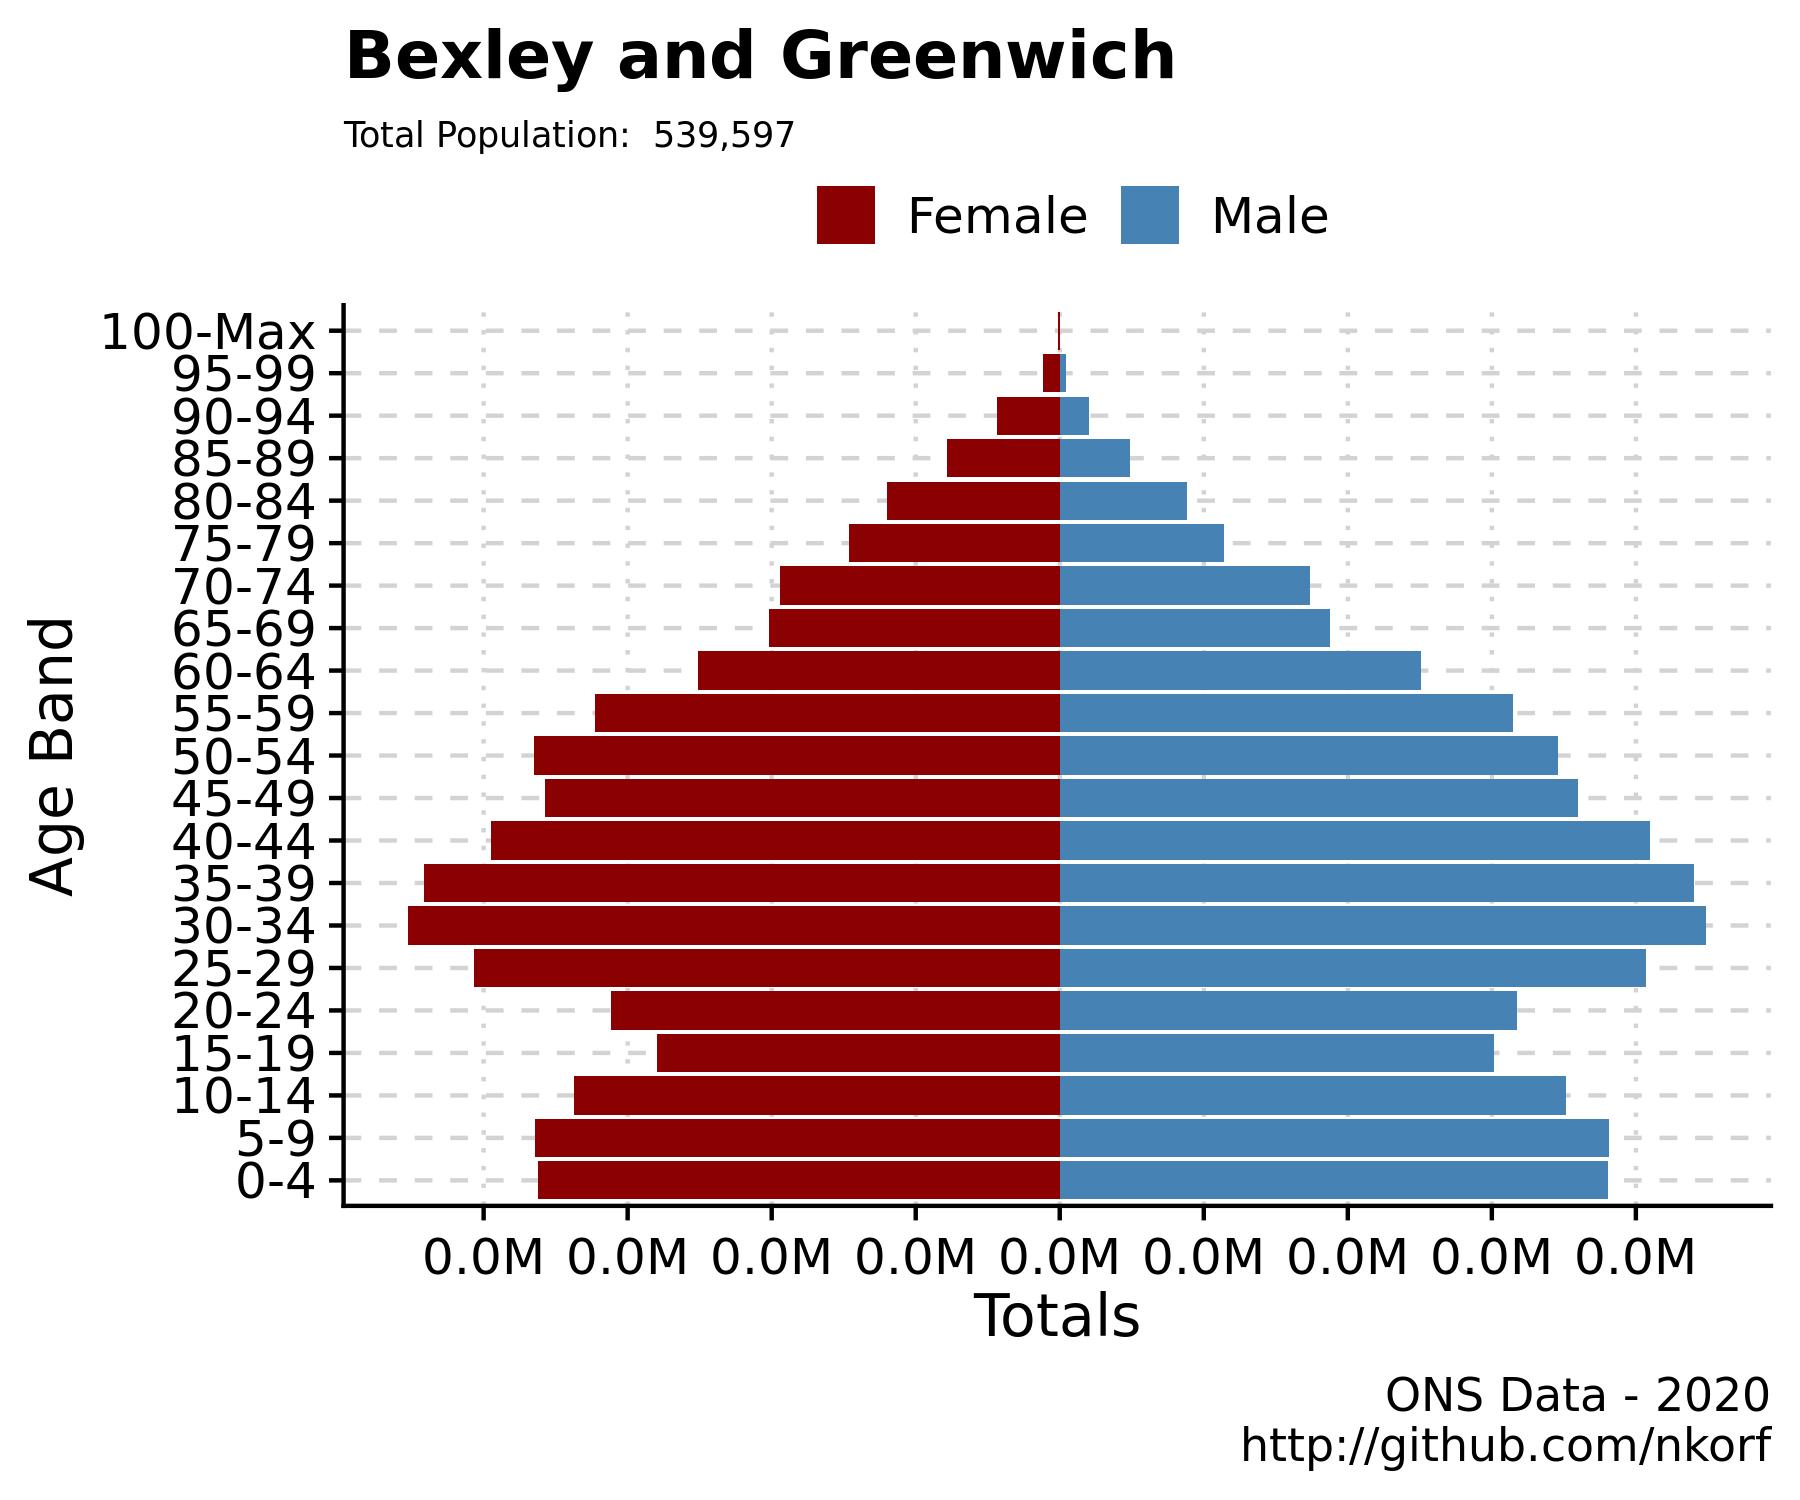 Bexley and Greenwich
Total Population:  539,597
Female Male
100-Max
95-99
90-94
85-89
80-84
75-79
70-74
65-69
60-64
55-59
50-54
45-49
40-44
35-39
30-34
25-29
20-24
15-19
10-14
5-9
0-4
Age Band
0.0M 0.0M 0.0M 0.0M 0.0M 0.0M 0.0M 0.0M 0.0M
Totals
ONS Data - 2020
http://github.com/nkorf